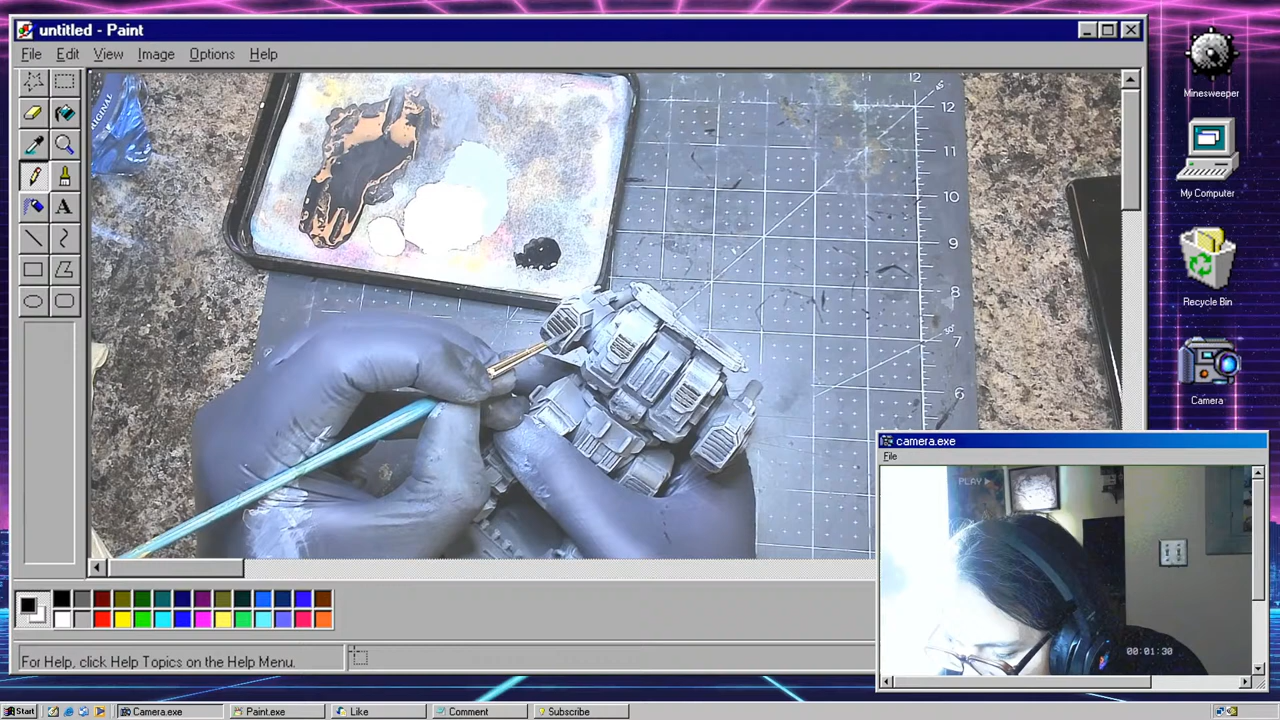 untitled - Paint
File Edit View Image Options Help
ORIGINAL
12
12
11
10
9
8
7
6
Minesweeper
My Computer
Recycle Bin
Camera
camera.exe
File
PLAY
00:01:30
For Help, click Help Topics on the Help Menu.
Start Camera.exe Paint.exe Like Comment Subscribe